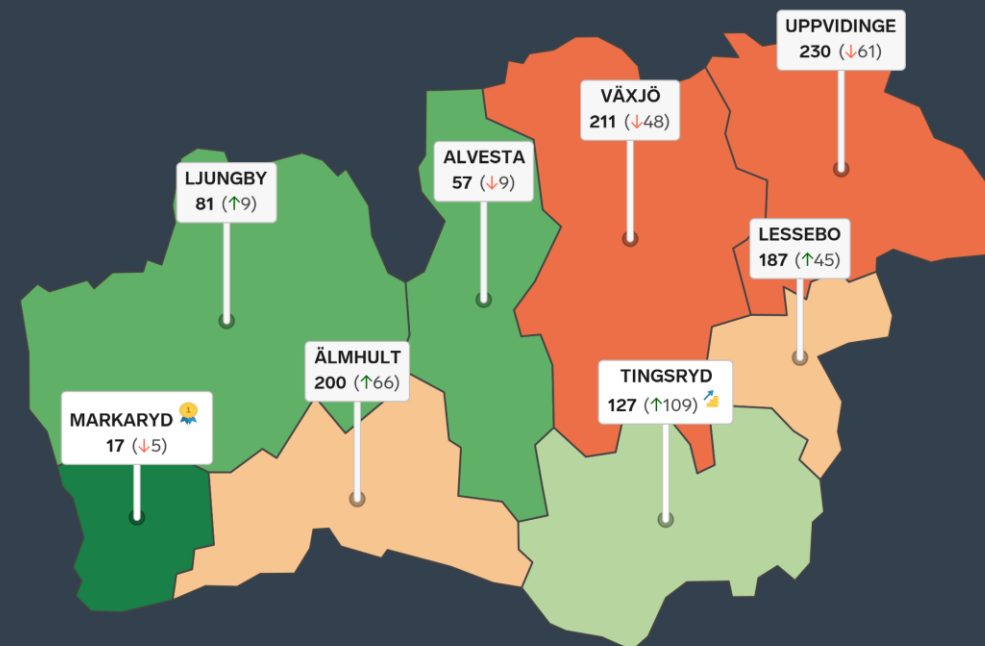 UPPVIDINGE
230 (↓61)
VÄXJÖ
211 (↓48)
ALVESTA
57 (↓9)
LJUNGBY
81 (↑9)
LESSEBO
187 (↑45)
ÄLMHULT
200 (↑66)
TINGSRYD
127 (↑109)
MARKARYD 1
17 (↓5)